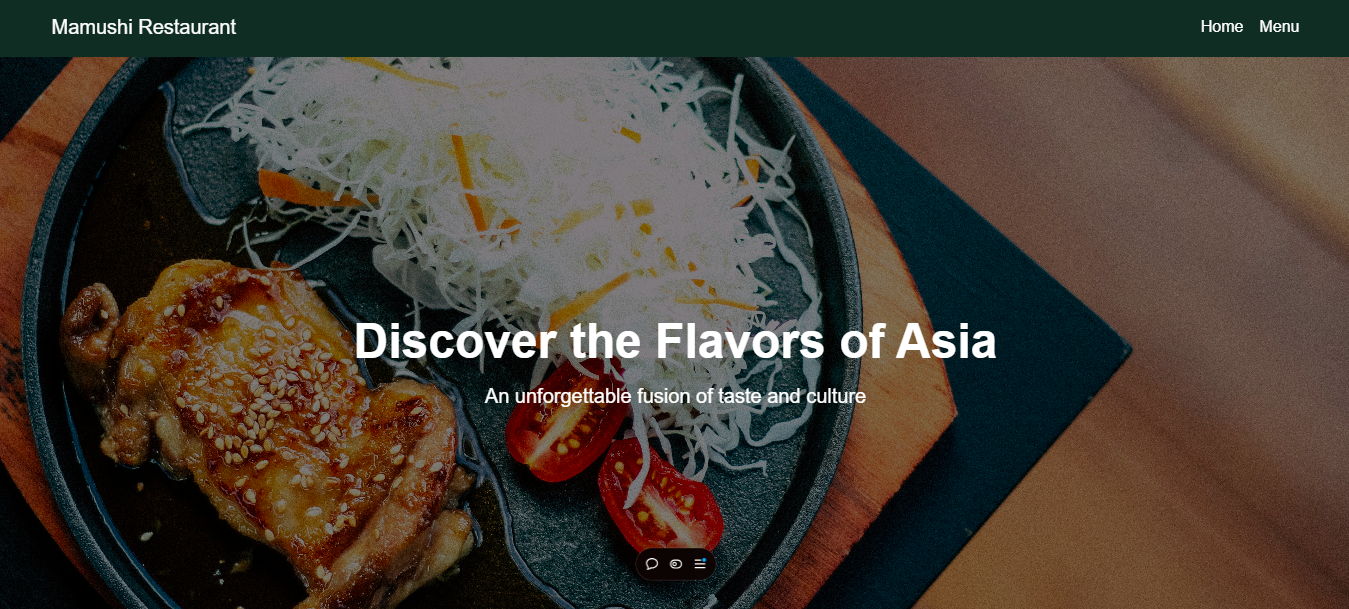 Mamushi Restaurant
Home Menu
Discover the Flavors of Asia
An unforgettable fusion of taste and culture